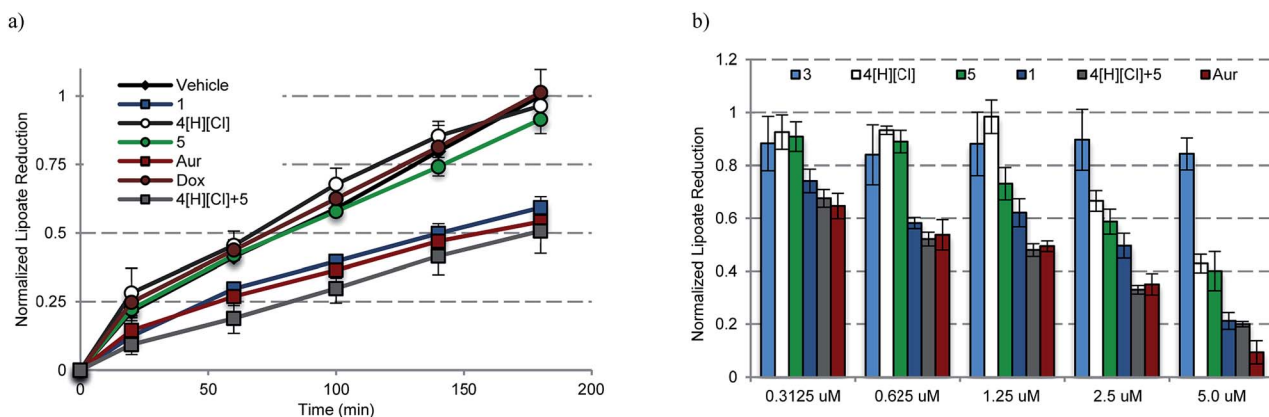 a)
Normalized Lipoate Reduction
1
0.75
0.5
0.25
0
Vehicle
1
4[H][Cl]
5
Aur
Dox
4[H][Cl]+5
0 50 100 150 200
Time (min)
b)
Normalized Lipoate Reduction
1.2
1
0.8
0.6
0.4
0.2
0
3 4[H][Cl] 5 1 4[H][Cl]+5 Aur
0.3125 uM 0.625 uM 1.25 uM 2.5 uM 5.0 uM